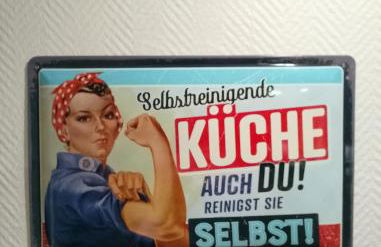 Selbstreinigende
KÜCHE
AUCH DU!
REINIGST SIE
SELBST!